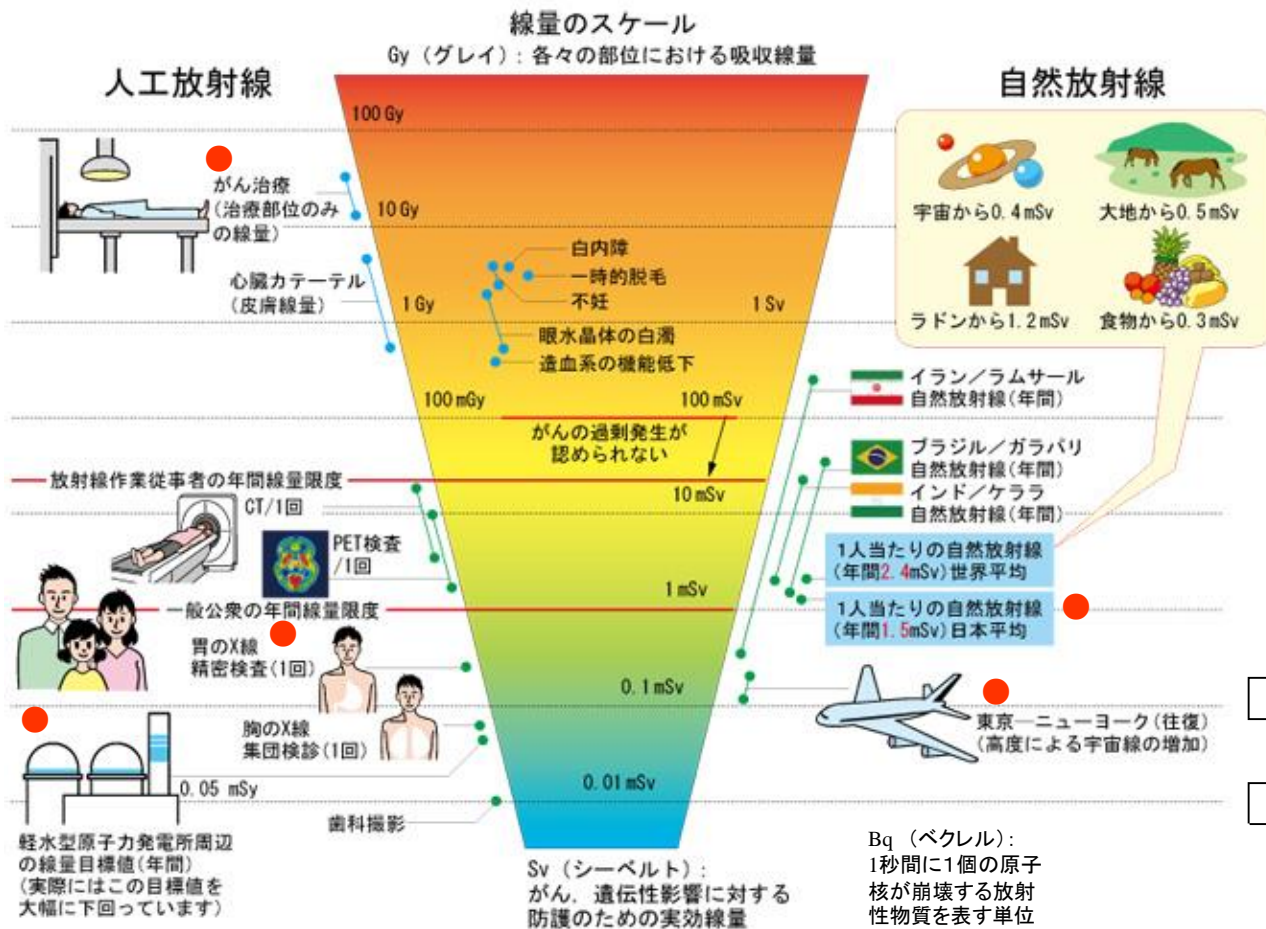 線量のスケール
Gy (グレイ): 各々の部位における吸収線量
人工放射線
自然放射線
100 Gy
がん治療
(治療部位のみ
の線量)
10 Gy
宇宙から0.4mSv
大地から0.5mSv
ラドンから1.2mSv
食物から0.3mSv
白内障
一時的脱毛
不妊
心臓カテーテル
(皮膚線量)
1 Gy
1 Sv
眼水晶体の白濁
造血系の機能低下
イラン/ラムサール
自然放射線(年間)
100 mGy
100 mSv
がんの過剰発生が
認められない
ブラジル/ガラパリ
自然放射線(年間)
インド/ケララ
自然放射線(年間)
放射線作業従事者の年間線量限度
10 mSv
CT/1回
PET検査
/1回
1人当たりの自然放射線
(年間2.4mSv)世界平均
1 mSv
一般公衆の年間線量限度
1人当たりの自然放射線
(年間1.5mSv)日本平均
胃のX線
精密検査(1回)
0.1 mSv
東京―ニューヨーク(往復)
(高度による宇宙線の増加)
胸のX線
集団検診(1回)
0.05 mSy
0.01 mSv
歯科撮影
軽水型原子力発電所周辺
の線量目標値(年間)
(実際にはこの目標値を
大幅に下回っています)
Sv (シーベルト):
がん, 遺伝性影響に対する
防護のための実効線量
Bq (ベクレル):
1秒間に1個の原子
核が崩壊する放射
性物質を表す単位